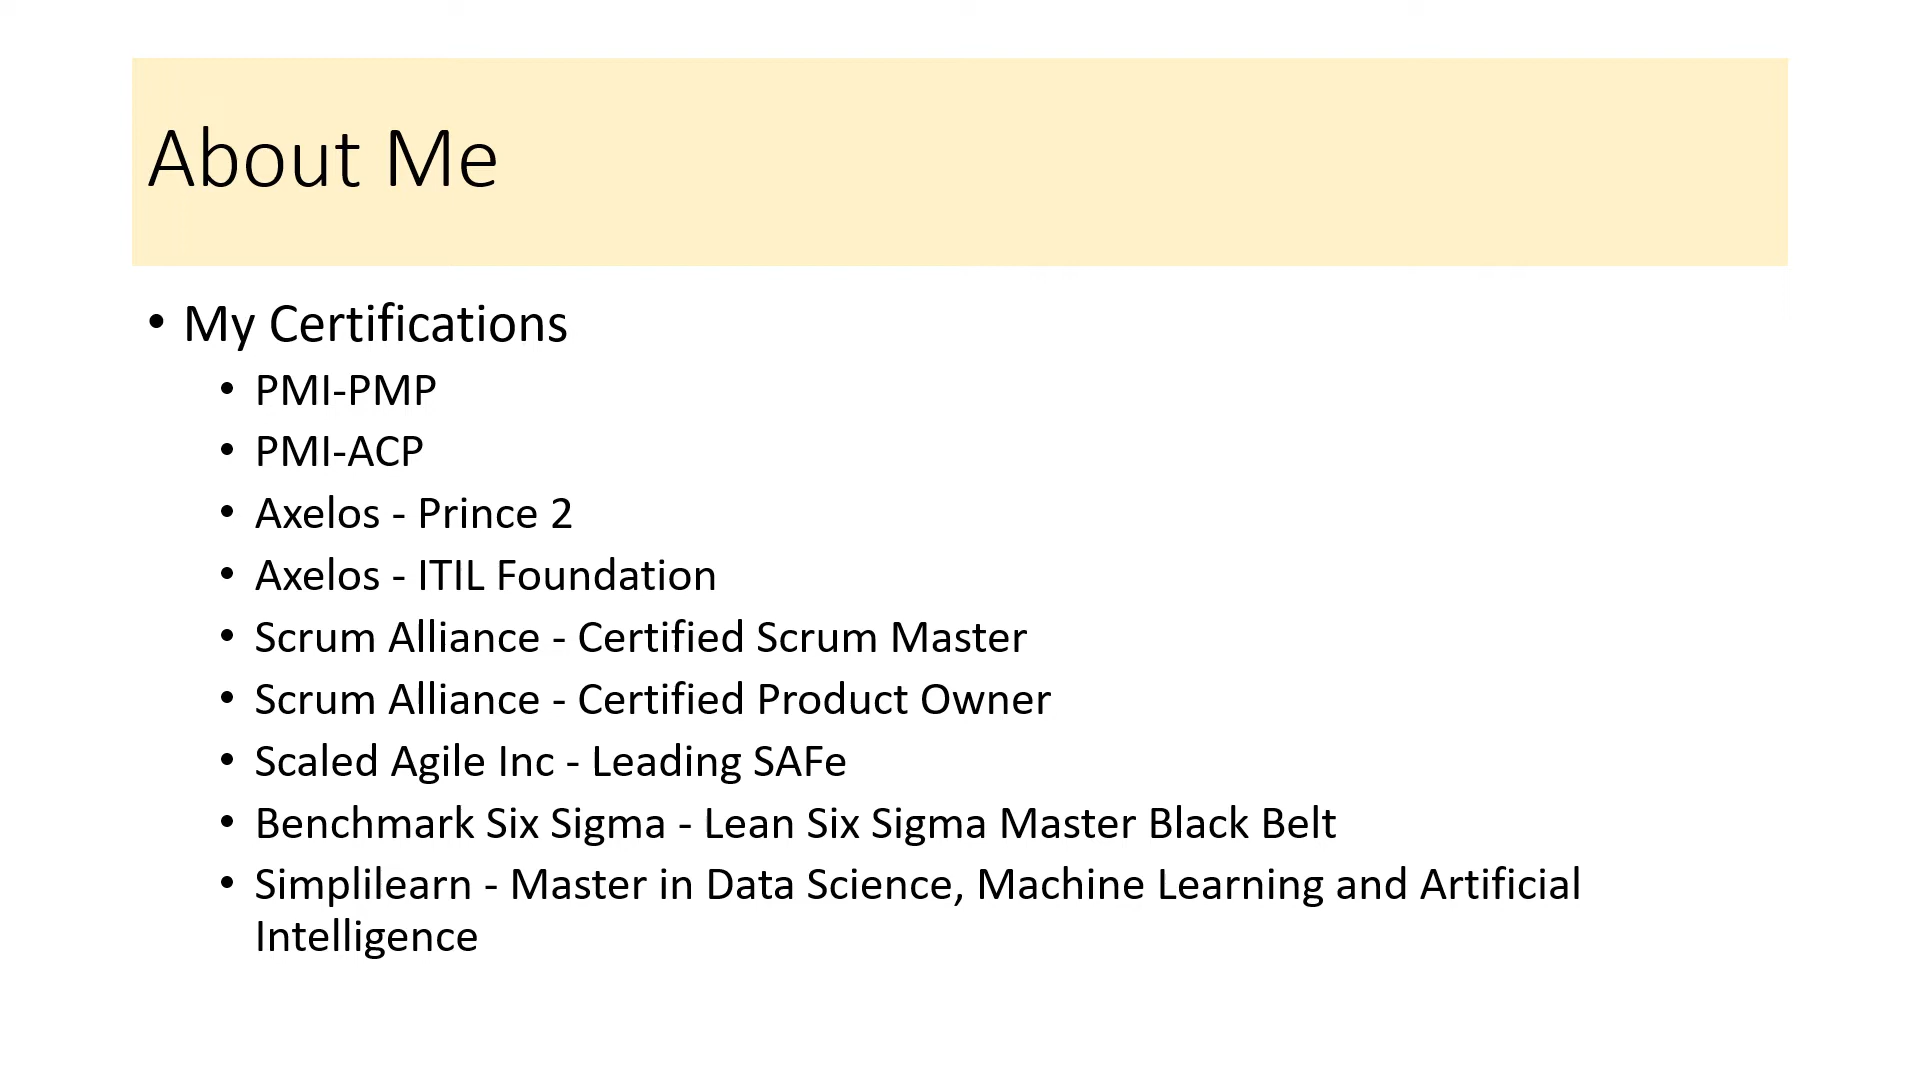 About Me
• My Certifications
• PMI-PMP
• PMI-ACP
• Axelos - Prince 2
• Axelos - ITIL Foundation
• Scrum Alliance - Certified Scrum Master
• Scrum Alliance - Certified Product Owner
• Scaled Agile Inc - Leading SAFe
• Benchmark Six Sigma - Lean Six Sigma Master Black Belt
• Simplilearn - Master in Data Science, Machine Learning and Artificial
Intelligence